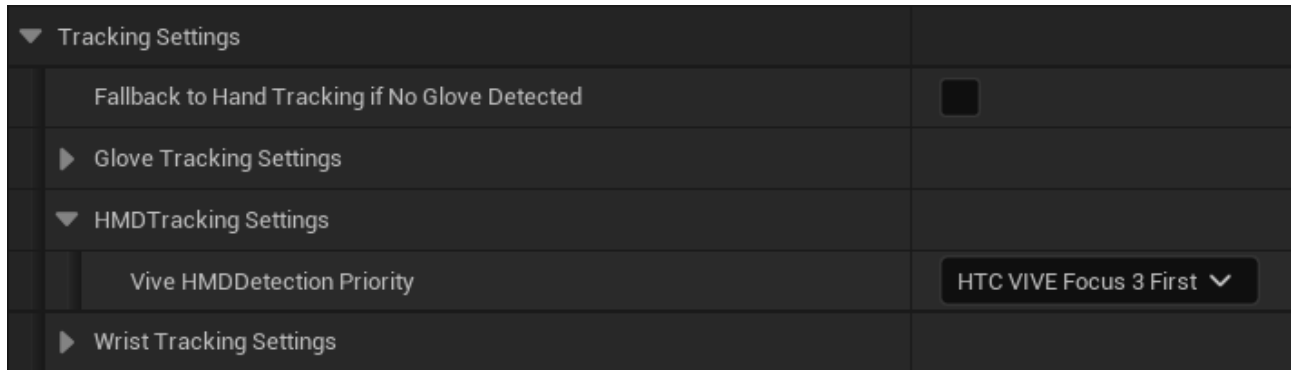 Tracking Settings
Fallback to Hand Tracking if No Glove Detected
Glove Tracking Settings
HMDTracking Settings
Vive HMDDetection Priority HTC VIVE Focus 3 First
Wrist Tracking Settings